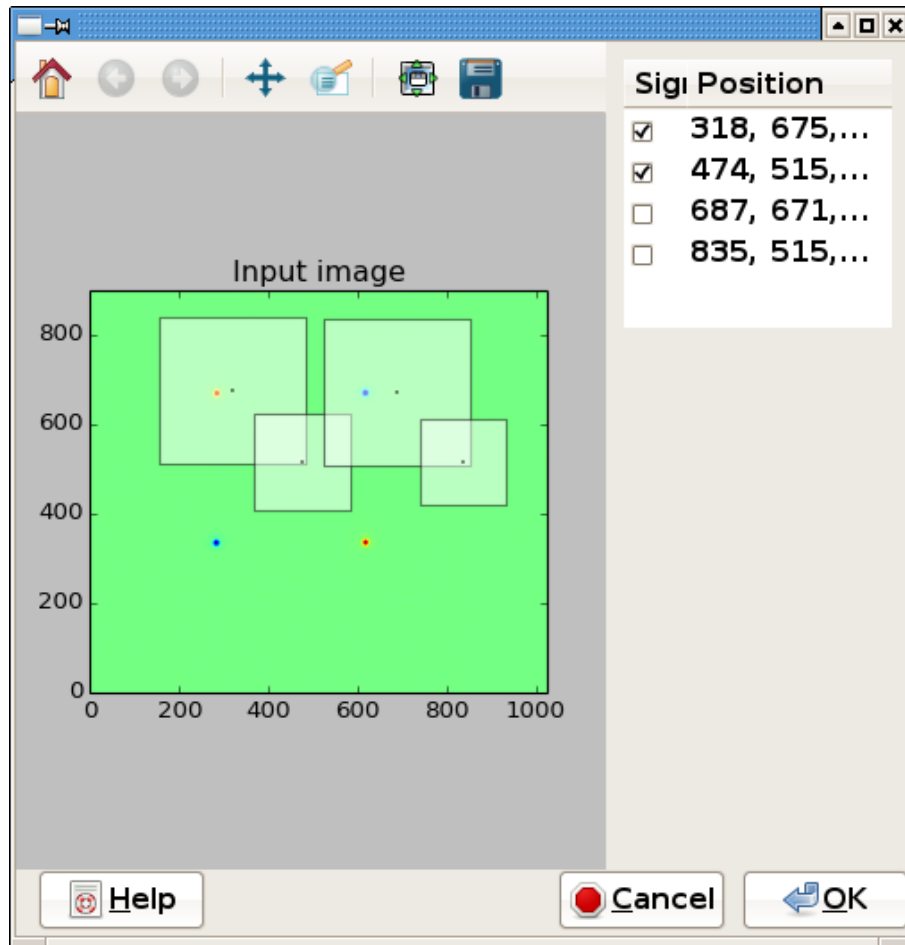 Sigı Position
318, 675,...
474, 515,...
687, 671,...
835, 515,...
Input image
800
600
400
200
0
0 200 400 600 800 1000
Help Cancel OK